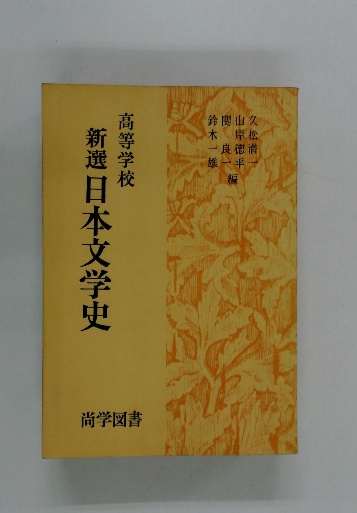 久松潜一
山岸徳平
関良一
鈴木一雄
編
高等学校
新選日本文学史
尚学図書